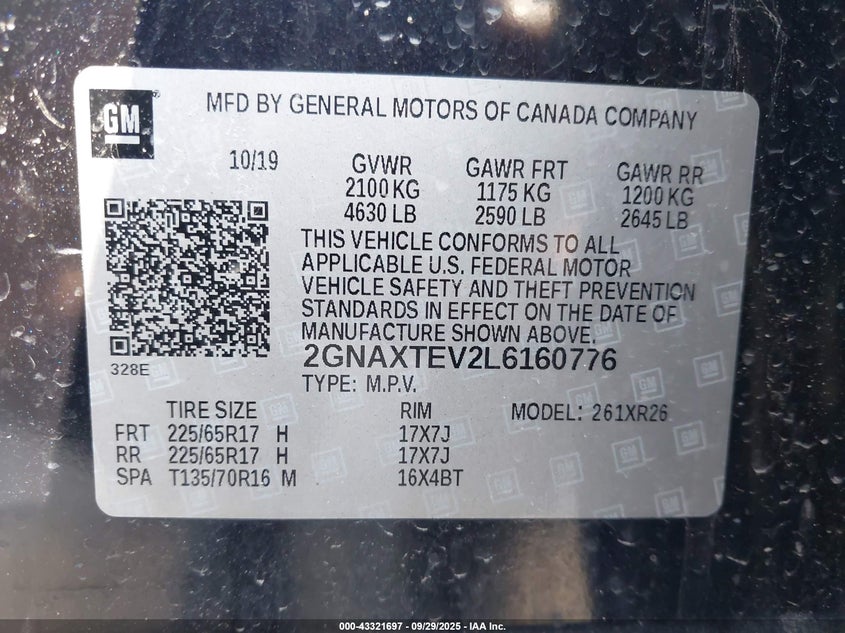 GM
MFD BY GENERAL MOTORS OF CANADA COMPANY
10/19 GVWR GAWR FRT GAWR RR
2100 KG 1175 KG 1200 KG
4630 LB 2590 LB 2645 LB
THIS VEHICLE CONFORMS TO ALL
APPLICABLE U.S. FEDERAL MOTOR
VEHICLE SAFETY AND THEFT PREVENTION
STANDARDS IN EFFECT ON THE DATE OF
MANUFACTURE SHOWN ABOVE.
2GNAXTEV2L6160776
328E
TYPE: M.P.V.
TIRE SIZE RIM MODEL: 261XR26
FRT 225/65R17 H 17X7J
RR 225/65R17 H 17X7J
SPA T135/70R16 M 16X4BT
000-43321697 - 09/29/2025 - IAA Inc.